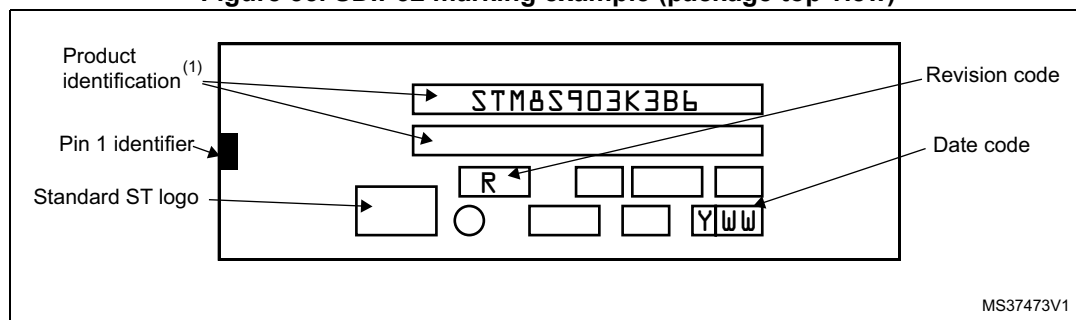 Figure SDIP32 marking example (package top view)
Product
identification (1)
STM8S903K3B6
Revision code
Pin 1 identifier
Date code
R
Standard ST logo
Y WW
MS37473V1